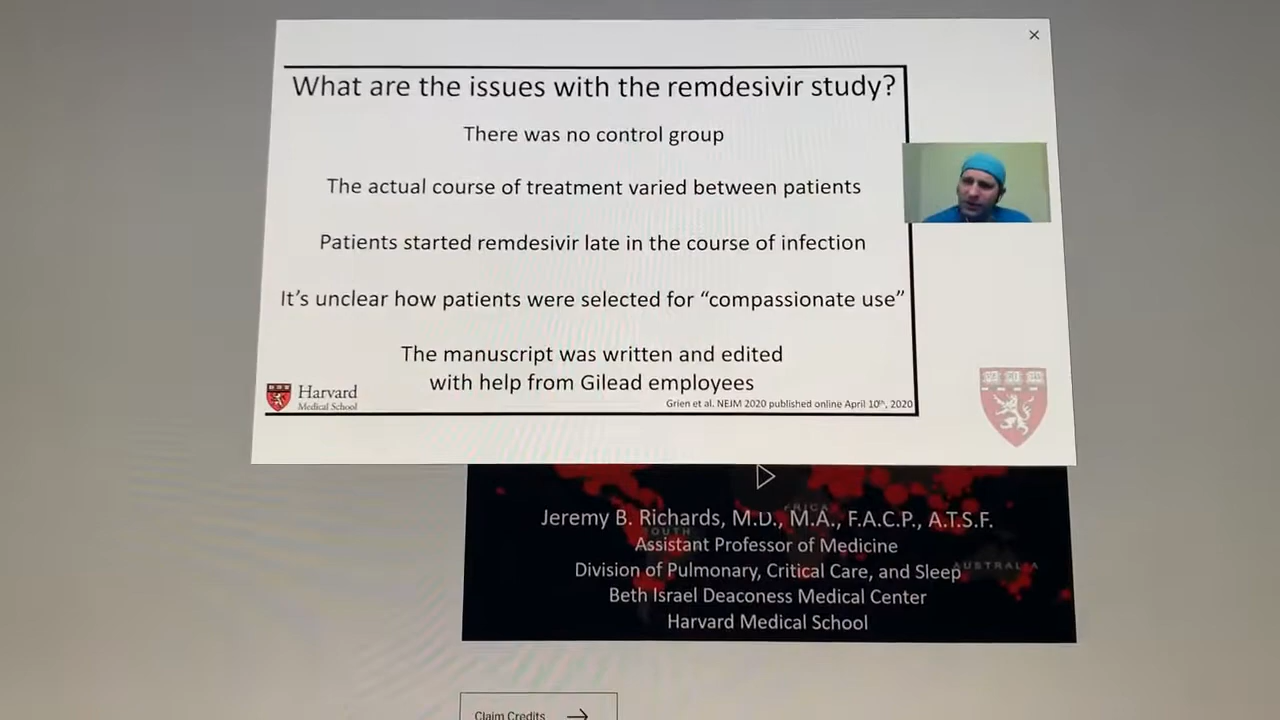 What are the issues with the remdesivir study?
There was no control group
The actual course of treatment varied between patients
Patients started remdesivir late in the course of infection
It's unclear how patients were selected for “compassionate use”
The manuscript was written and edited
with help from Gilead employees
Harvard
Medical School
Grien et al. NEJM 2020 published online April 10th, 2020
Jeremy B. Richards, M.D., M.A., F.A.C.P., A.T.S.F.
Assistant Professor of Medicine
Division of Pulmonary, Critical Care, and Sleep
AUSTRALIA
Beth Israel Deaconess Medical Center
Harvard Medical School
Claim Credits